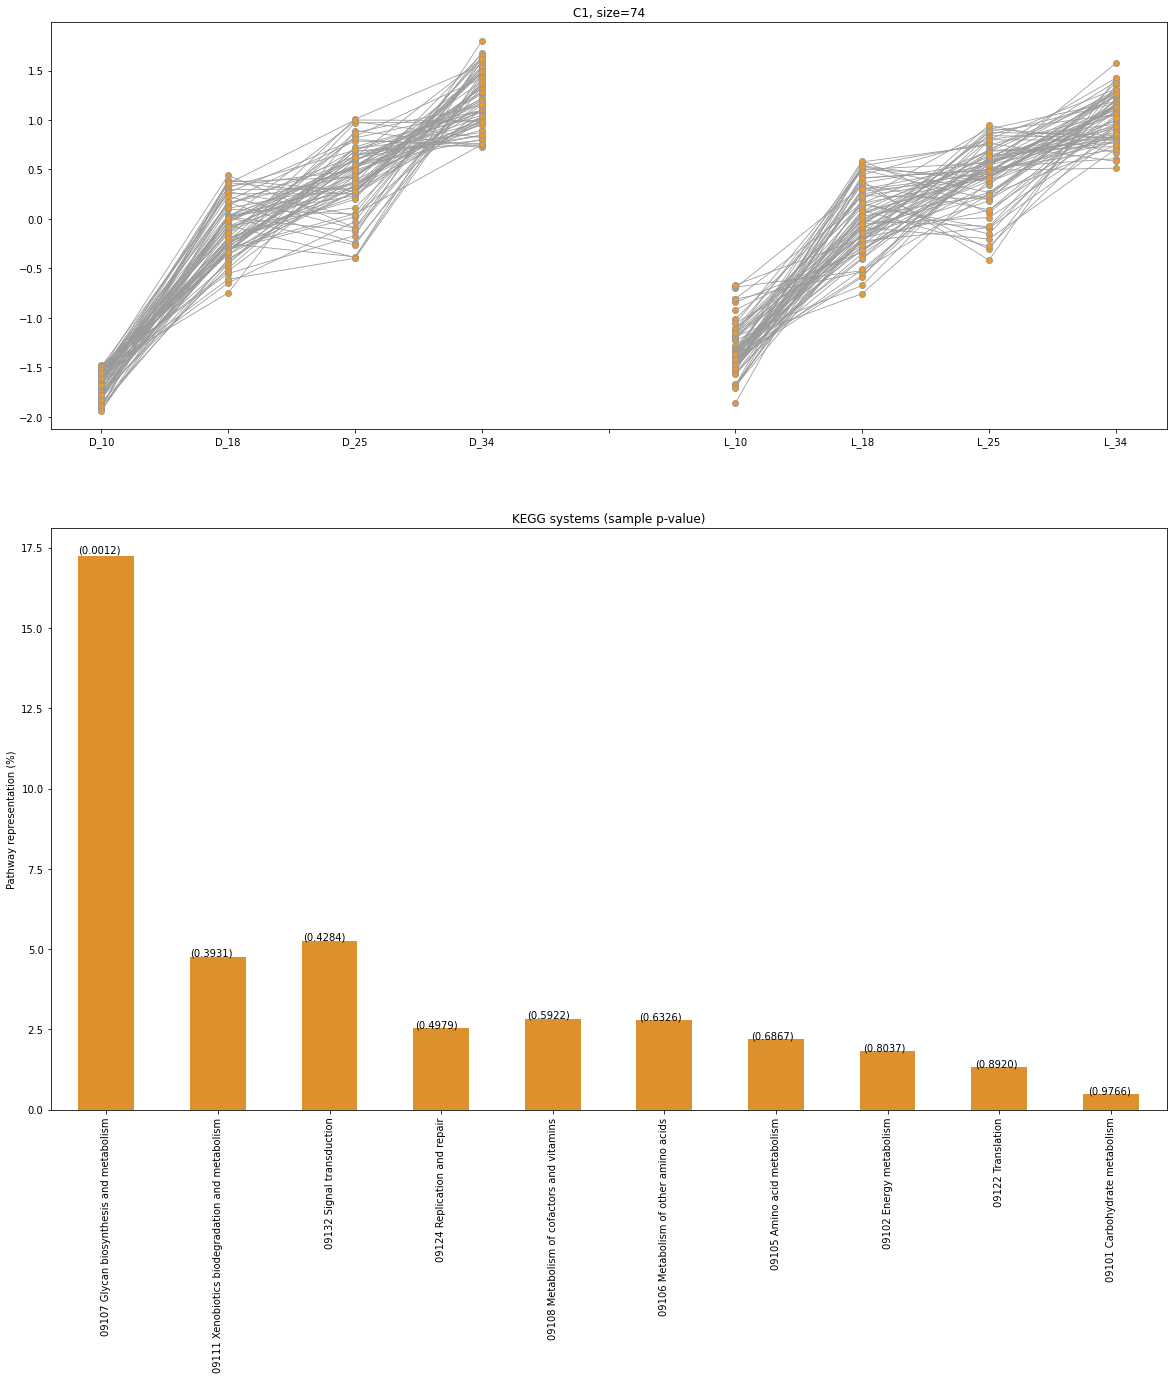 C1, size=74
1.5
1.0
0.5
0.0
−0.5
−1.0
−1.5
−2.0
D_10 D_18 D_25 D_34 L_10 L_18 L_25 L_34
KEGG systems (sample p-value)
Pathway representation (%)
17.5
15.0
12.5
10.0
7.5
5.0
2.5
0.0
(0.0012)
(0.3931)
(0.4284)
(0.4979)
(0.5922)
(0.6326)
(0.6867)
(0.8037)
(0.8920)
(0.9766)
09107 Glycan biosynthesis and metabolism
09111 Xenobiotics biodegradation and metabolism
09132 Signal transduction
09124 Replication and repair
09108 Metabolism of cofactors and vitamins
09106 Metabolism of other amino acids
09105 Amino acid metabolism
09102 Energy metabolism
09122 Translation
09101 Carbohydrate metabolism